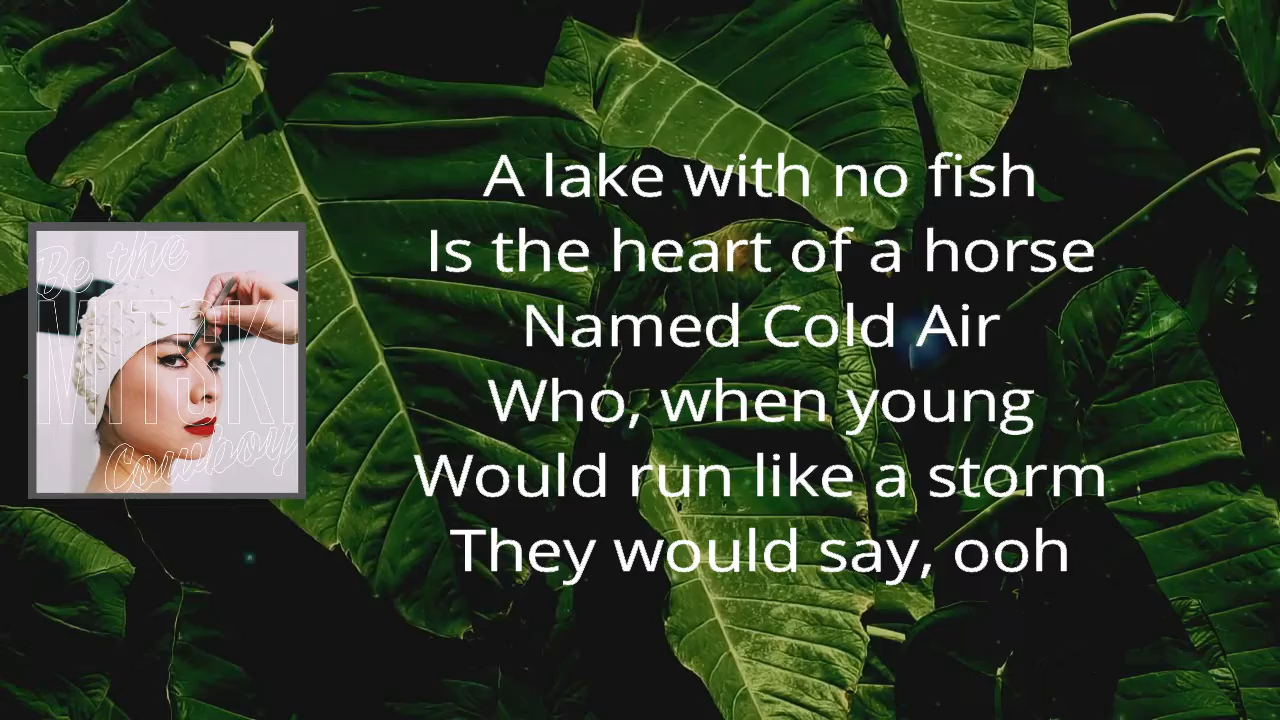 Be the
MITSKI
Cowboy
A lake with no fish
Is the heart of a horse
Named Cold Air
Who, when young
Would run like a storm
They would say, ooh